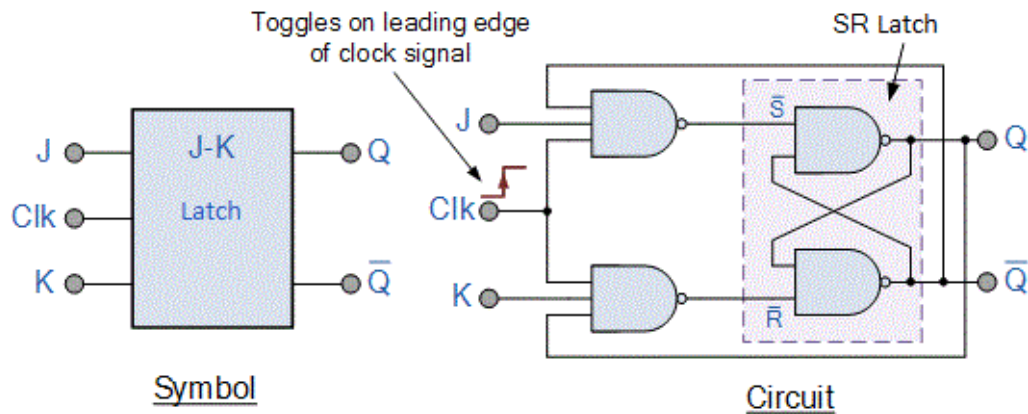 Toggles on leading edge
of clock signal
SR Latch
J
J-K
Latch
Clk
K
Q
Q̅
J
Clk
K
S̅
R̅
Q
Q̅
Symbol
Circuit